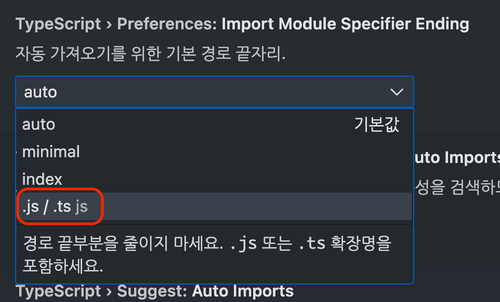 TypeScript › Preferences: Import Module Specifier Ending
자동 가져오기를 위한 기본 경로 끝자리.
auto
auto 기본값
minimal
index
uto Imports
.js / .ts js
성을 검색하도
경로 끝부분을 줄이지 마세요. .js 또는 .ts 확장명을
포함하세요.
TypeScript › Suggest: Auto Imports